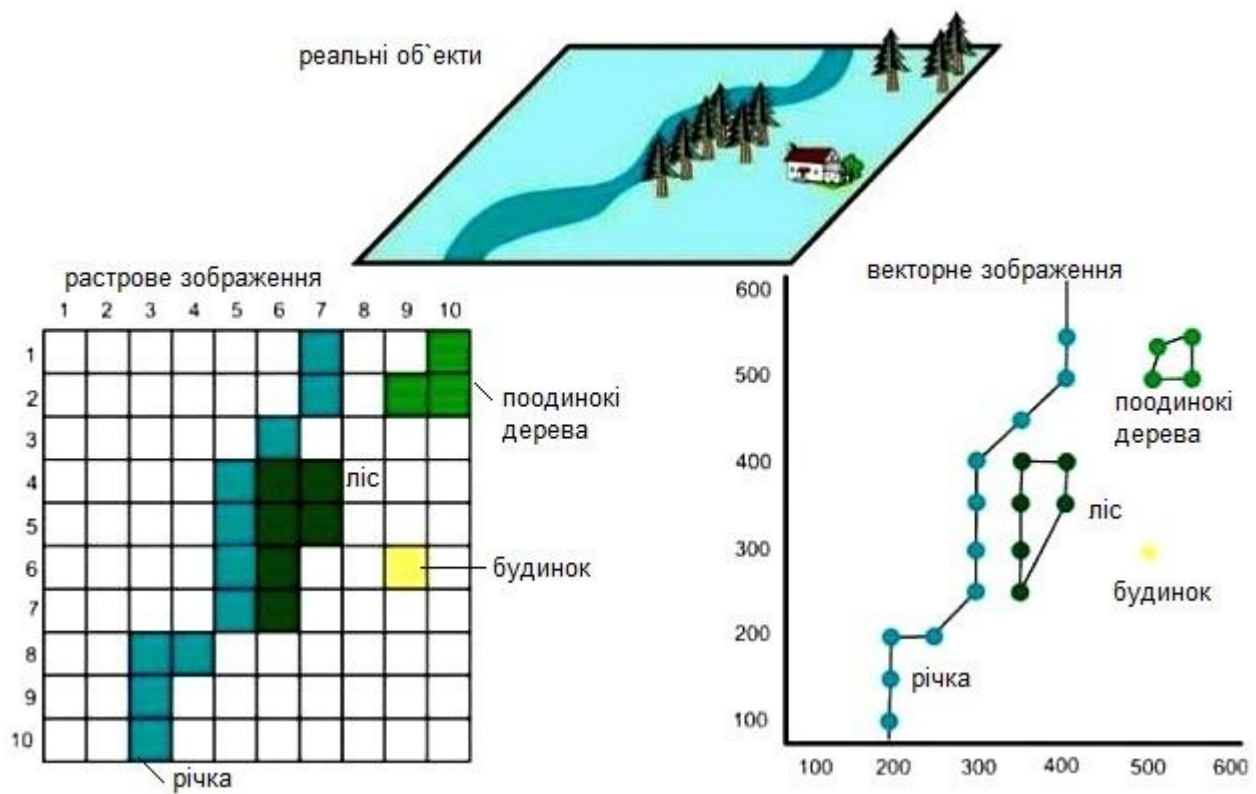 реальні об`екти
растрове зображення
1 2 3 4 5 6 7 8 9 10
1
2
3
4
5
6
7
8
9
10
поодинокі
дерева
ліс
будинок
річка
векторне зображення
600
500
400
300
200
100
поодинокі
дерева
ліс
будинок
річка
100 200 300 400 500 600